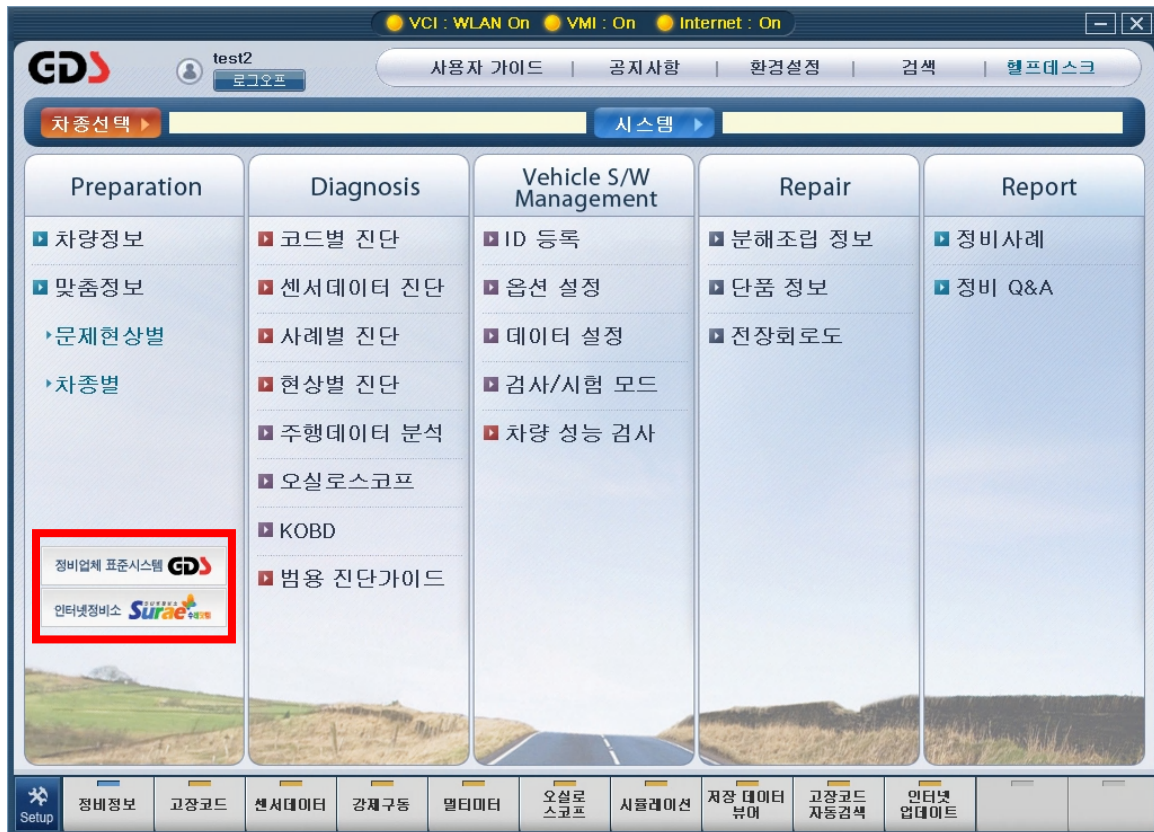 VCI : WLAN On VMI : On Internet : On
GDS test2 로그오프 사용자 가이드 | 공지사항 | 환경설정 | 검색 | 헬프데스크
차종선택 시스템
Preparation
차량정보
맞춤정보
문제현상별
차종별
정비업체 표준시스템 GDS
인터넷정비소 Surae
Diagnosis
코드별 진단
센서데이터 진단
사례별 진단
현상별 진단
주행데이터 분석
오실로스코프
KOBD
범용 진단가이드
Vehicle S/W
Management
ID 등록
옵션 설정
데이터 설정
검사/시험 모드
차량 성능 검사
Repair
분해조립 정보
단품 정보
전장회로도
Report
정비사례
정비 Q&A
Setup
정비정보
고장코드
센서데이터
강제구동
멀티미터
오실로
스코프
시뮬레이션
저장 데이터
뷰어
고장코드
자동검색
인터넷
업데이트